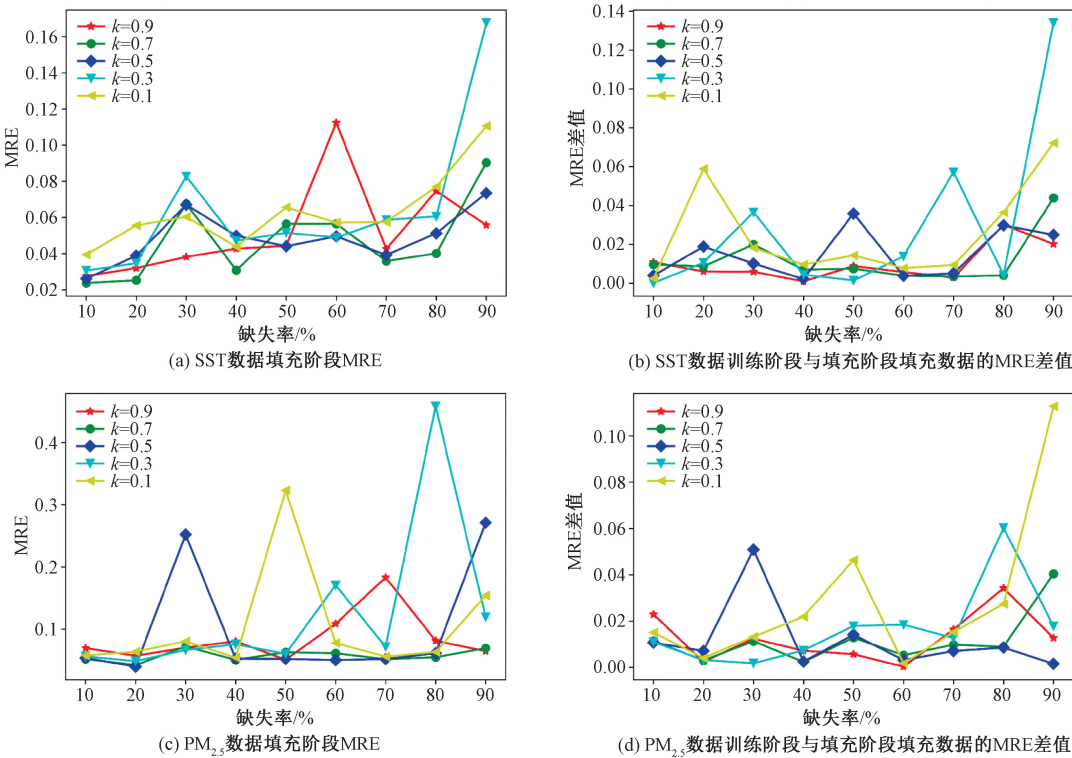 0.16
0.14
0.12
0.10
0.08
0.06
0.04
0.02
MRE
k=0.9
k=0.7
k=0.5
k=0.3
k=0.1
10 20 30 40 50 60 70 80 90
缺失率/%
(a) SST数据填充阶段MRE
0.14
0.12
0.10
0.08
0.06
0.04
0.02
0.00
MRE差值
k=0.9
k=0.7
k=0.5
k=0.3
k=0.1
10 20 30 40 50 60 70 80 90
缺失率/%
(b) SST数据训练阶段与填充阶段填充数据的MRE差值
0.4
0.3
0.2
0.1
MRE
k=0.9
k=0.7
k=0.5
k=0.3
k=0.1
10 20 30 40 50 60 70 80 90
缺失率/%
(c) PM2.5数据填充阶段MRE
0.10
0.08
0.06
0.04
0.02
0.00
MRE差值
k=0.9
k=0.7
k=0.5
k=0.3
k=0.1
10 20 30 40 50 60 70 80 90
缺失率/%
(d) PM2.5数据训练阶段与填充阶段填充数据的MRE差值